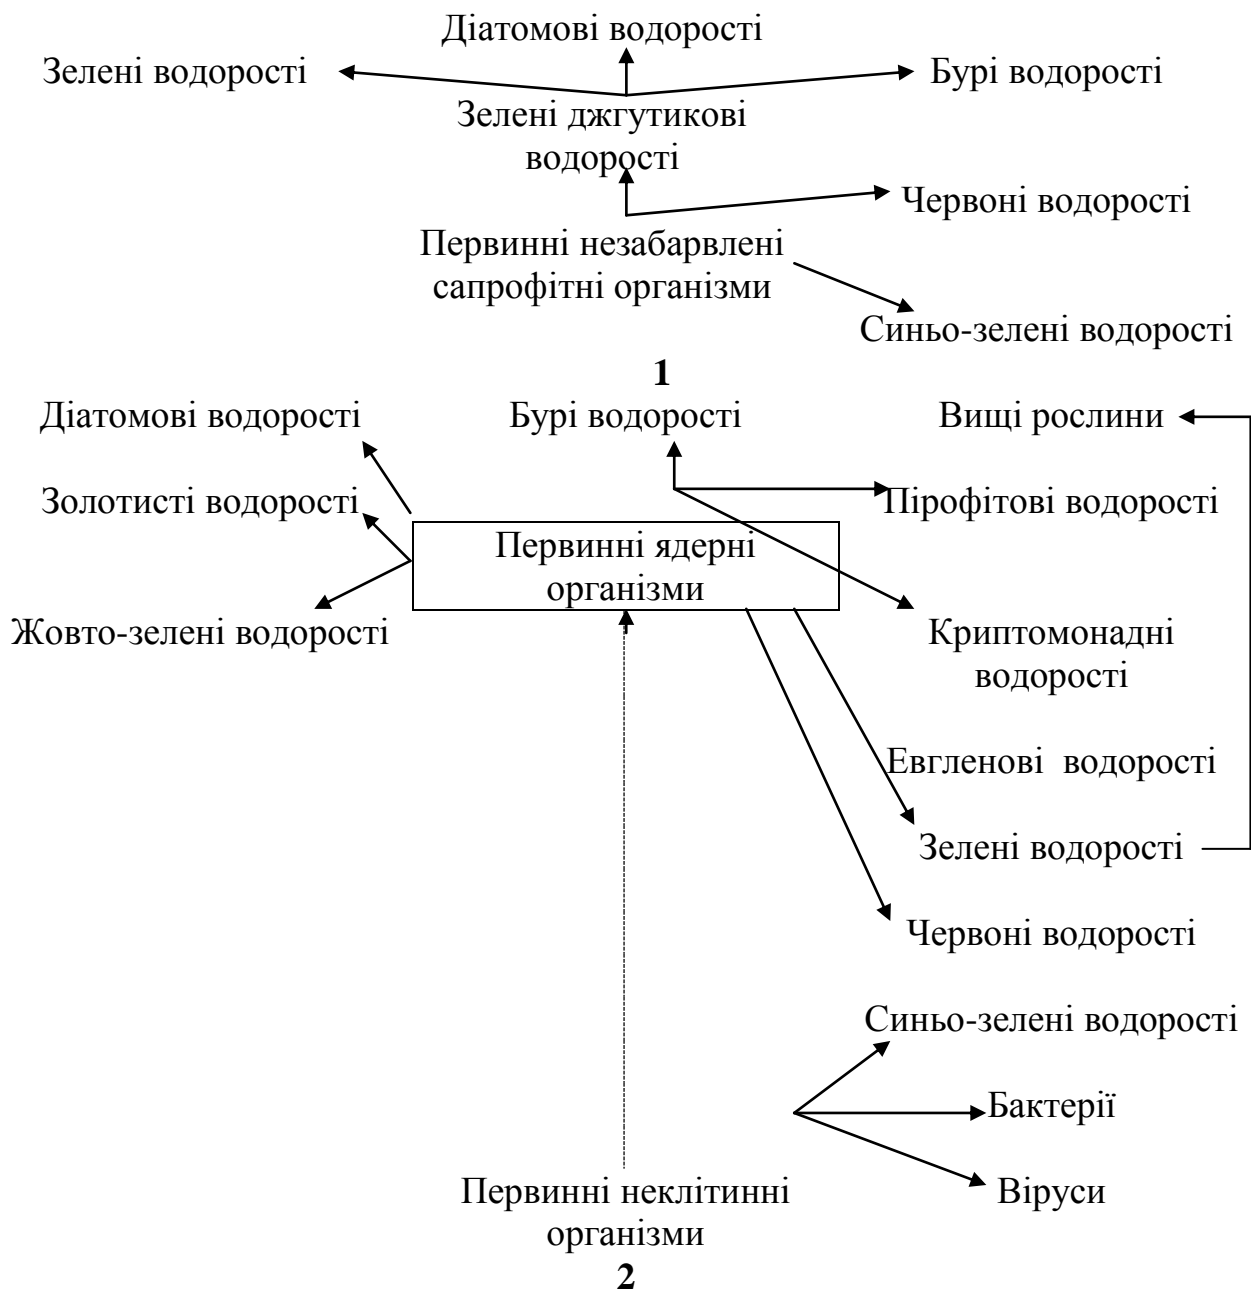 Діатомові водорості
Зелені водорості
Бурі водорості
Зелені джгутикові
водорості
Червоні водорості
Первинні незабарвлені
сапрофітні організми
Синьо-зелені водорості
1
Діатомові водорості
Бурі водорості
Вищі рослини
Золотисті водорості
Пірофітові водорості
Первинні ядерні
організми
Жовто-зелені водорості
Криптомонадні
водорості
Евгленові водорості
Зелені водорості
Червоні водорості
Синьо-зелені водорості
Бактерії
Первинні неклітинні
організми
Віруси
2